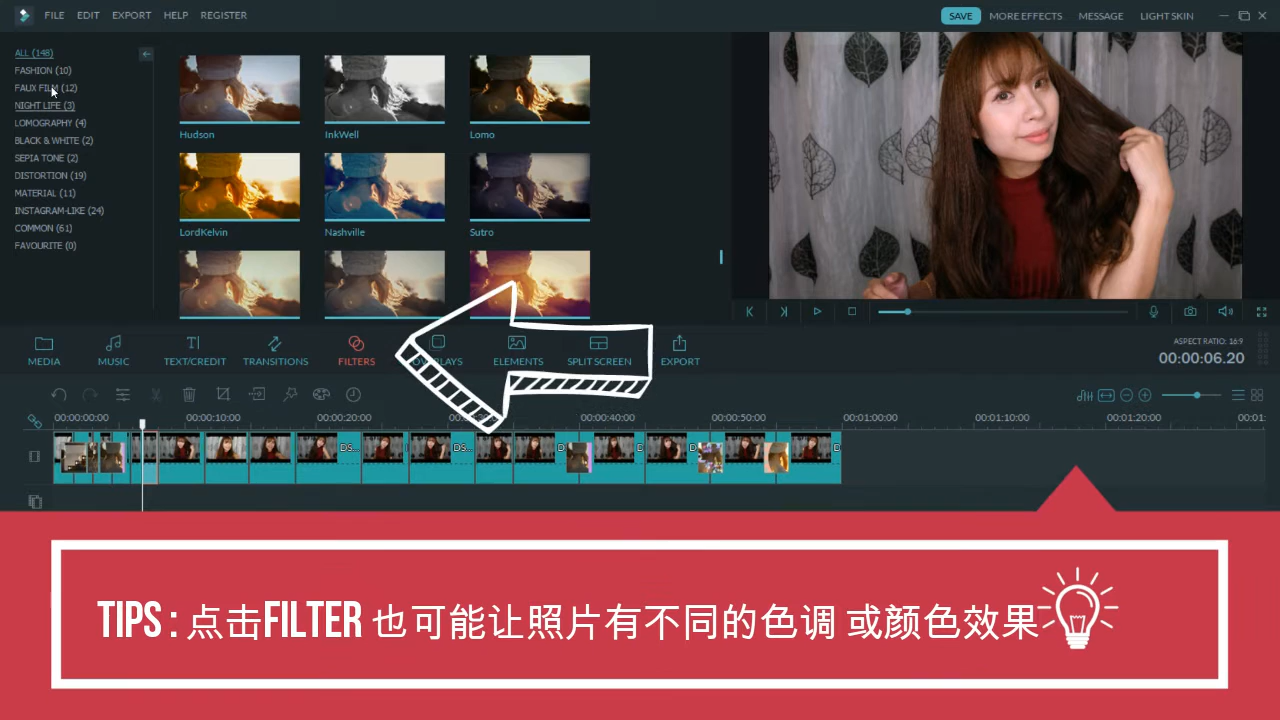 FILE EDIT EXPORT HELP REGISTER
SAVE MORE EFFECTS MESSAGE LIGHT SKIN
ALL (148)
FASHION (10)
FAUX FILM (12)
NIGHT LIFE (3)
LOMOGRAPHY (4)
BLACK & WHITE (2)
SEPIA TONE (2)
DISTORTION (19)
MATERIAL (11)
INSTAGRAM-LIKE (24)
COMMON (61)
FAVOURITE (0)
Hudson InkWell Lomo
LordKelvin Nashville Sutro
MEDIA MUSIC TEXT/CREDIT TRANSITIONS FILTERS OVERLAYS ELEMENTS SPLIT SCREEN EXPORT
ASPECT RATIO: 16:9
00:00:06.20
00:00:00:00 00:00:10:00 00:00:20:00 00:00:40:00 00:00:50:00 00:01:00:00 00:01:10:00 00:01:20:00 00:01:
DS... DS... D D D D
TIPS : 点击FILTER 也可能让照片有不同的色调 或颜色效果